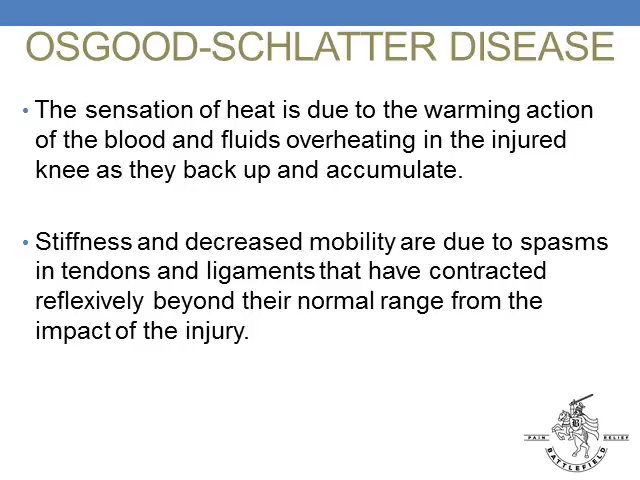 OSGOOD-SCHLATTER DISEASE
• The sensation of heat is due to the warming action
of the blood and fluids overheating in the injured
knee as they back up and accumulate.
• Stiffness and decreased mobility are due to spasms
in tendons and ligaments that have contracted
reflexively beyond their normal range from the
impact of the injury.
B
PAIN RELIEF
BATTLEFIELD